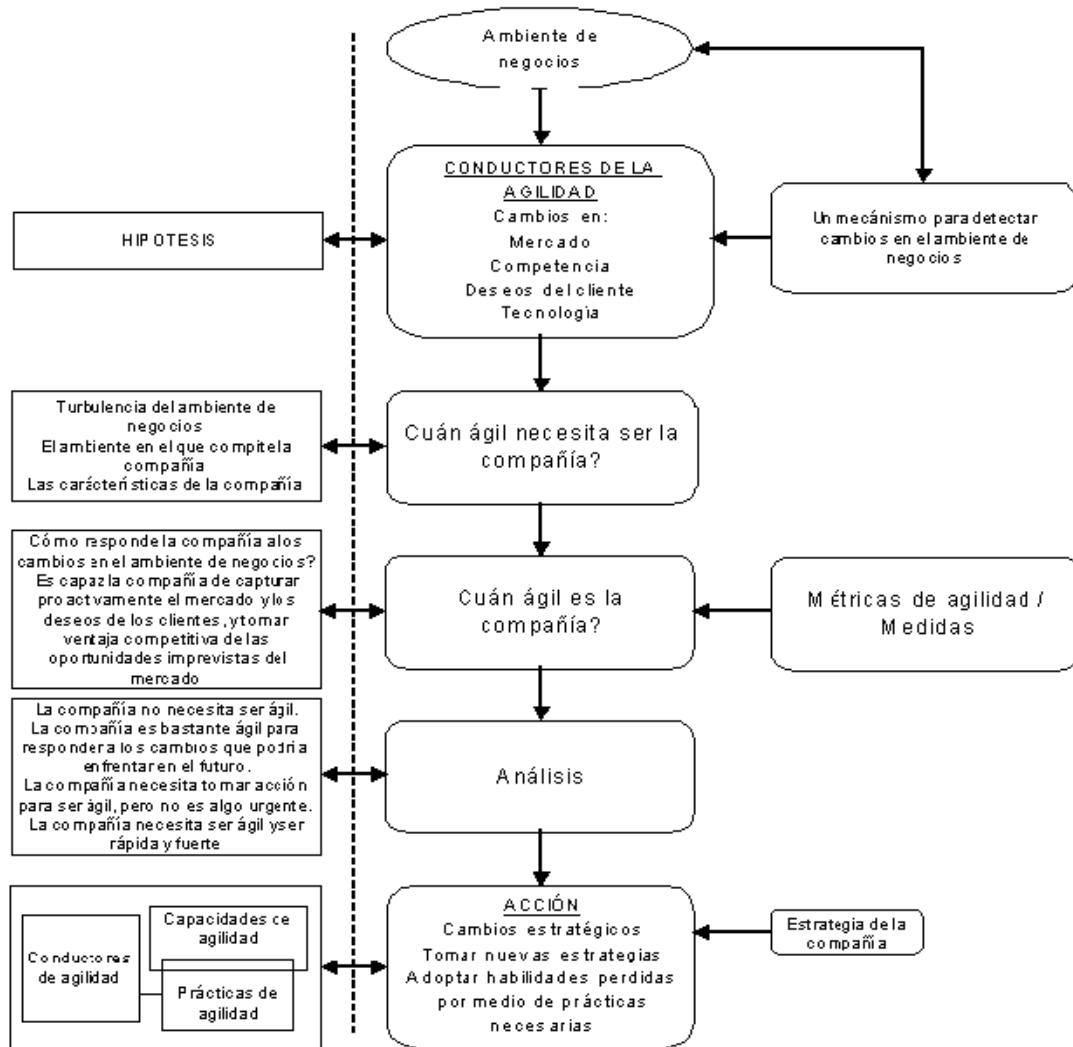 Ambiente de
negocios
CONDUCTORES DE LA
AGILIDAD
Cambios en:
Mercado
Competencia
Deseos del cliente
Tecnología
Un mecánismo para detectar
cambios en el ambiente de
negocios
HIPOTESIS
Turbulencia del ambiente de
negocios
El ambiente en el que compite la
compañía
Las carácterísticas de la compañía
Cuán ágil necesita ser la
compañía?
Cómo responde la compañía a los
cambios en el ambiente de negocios?
Es capaz la compañía de capturar
proactivamente el mercado y los
deseos de los clientes, y tomar
ventaja competitiva de las
oportunidades imprevistas del
mercado
Cuán ágil es la
compañía?
Métricas de agilidad /
Medidas
La compañía no necesita ser ágil.
La compañía es bastante ágil para
responder a los cambios que podría
enfrentar en el futuro.
La compañía necesita tomar acción
para ser ágil, pero no es algo urgente.
La compañía necesita ser ágil y ser
rápida y fuerte
Análisis
Conductores
de agilidad
Capacidades de
agilidad
Prácticas de
agilidad
ACCIÓN
Cambios estratégicos
Tomar nuevas estrategias
Adoptar habilidades perdidas
por medio de prácticas
necesarias
Estrategia de la
compañía